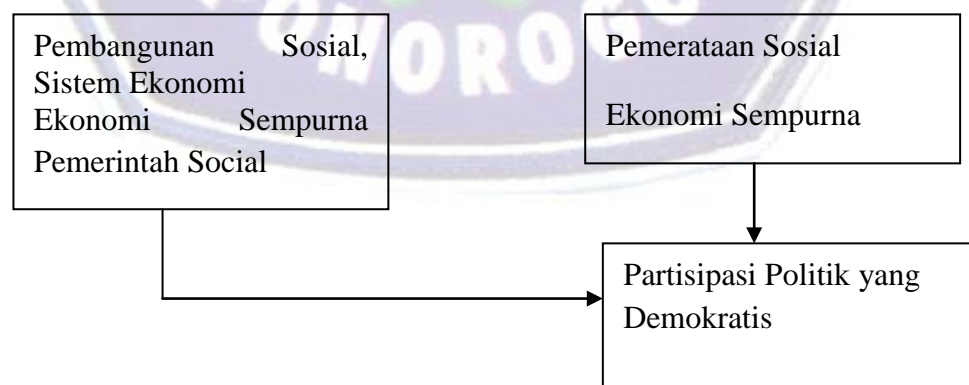 Pembangunan Sosial,
Sistem Ekonomi
Ekonomi Sempurna
Pemerintah Social
Pemerataan Sosial
Ekonomi Sempurna
Partisipasi Politik yang
Demokratis